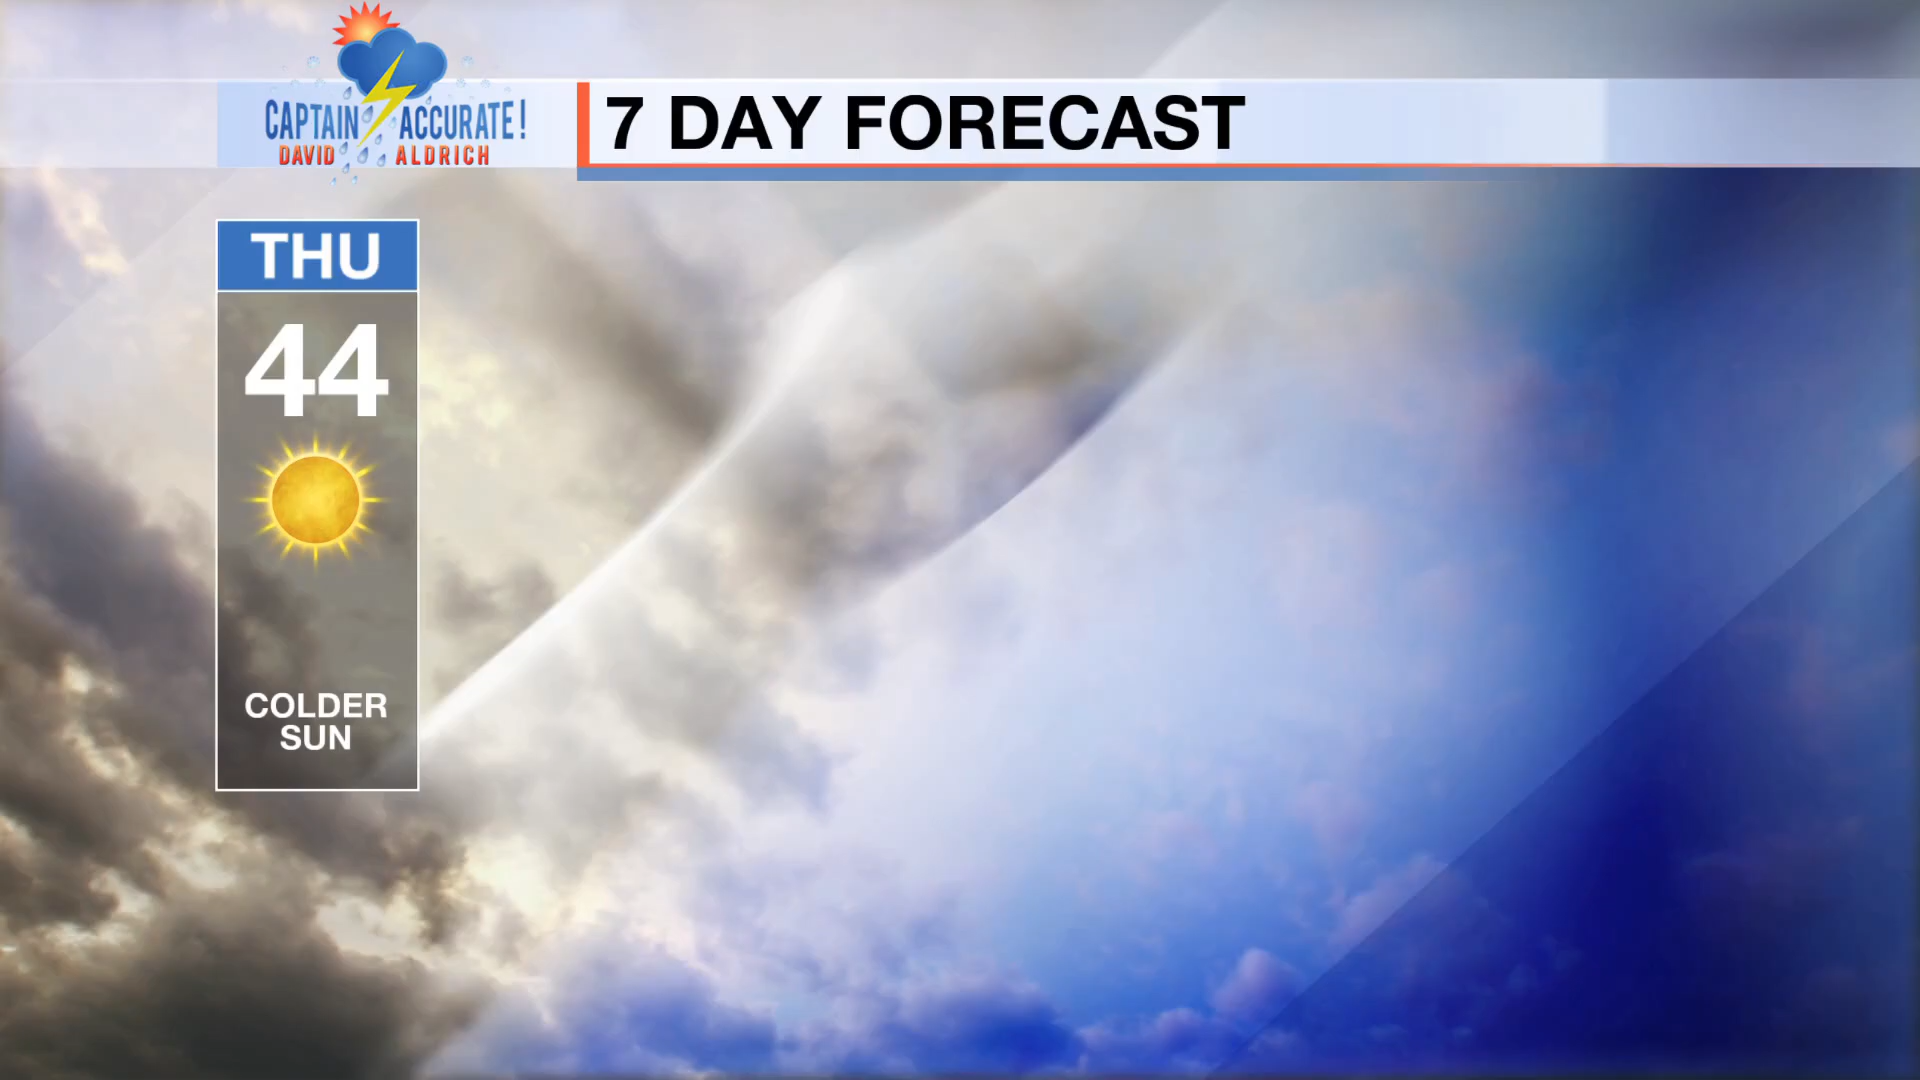 CAPTAIN ACCURATE!
DAVID ALDRICH
7 DAY FORECAST
THU
44
COLDER
SUN